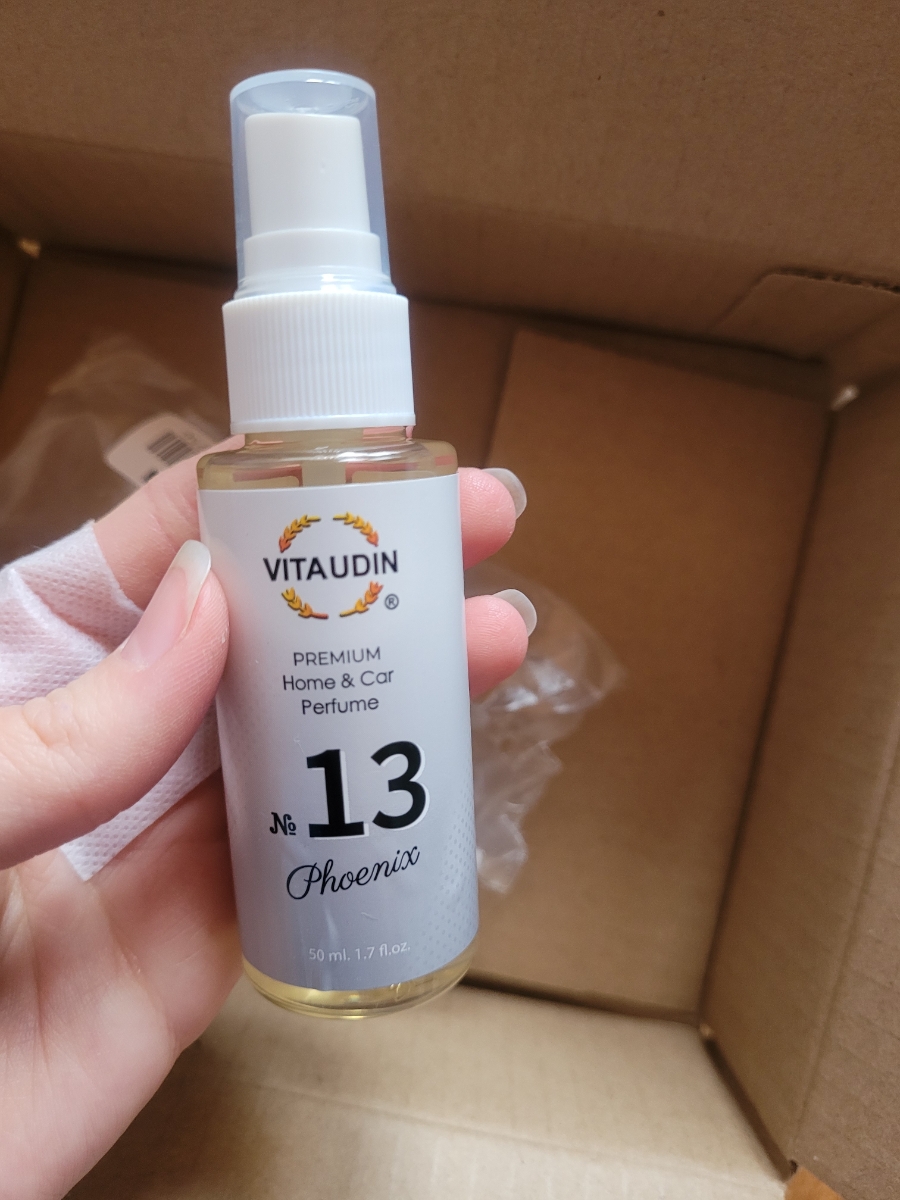 VITAUDIN
®
PREMIUM
Home & Car
Perfume
№ 13
Phoenix
50 ml. 1.7 fl.oz.